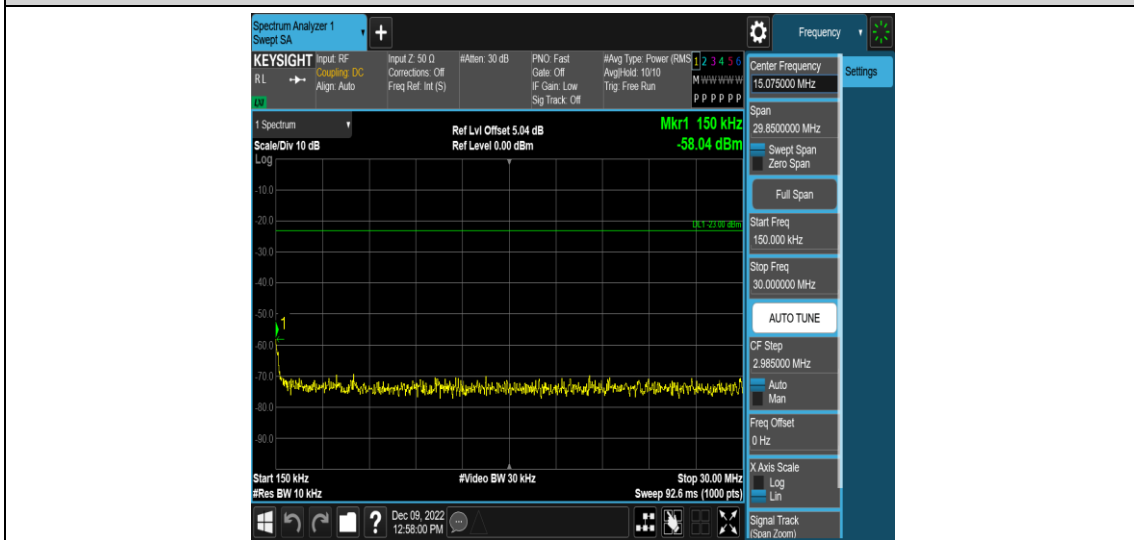 Spectrum Analyzer 1
Swept SA
Frequency
KEYSIGHT
RL
LXI
Input: RF
Coupling: DC
Align: Auto
Input Z: 50 Ω
Corrections: Off
Freq Ref: Int (S)
#Atten: 30 dB
PNO: Fast
Gate: Off
IF Gain: Low
Sig Track: Off
#Avg Type: Power (RMS
Avg|Hold: 10/10
Trig: Free Run
1 2 3 4 5 6
M W W W W W
P P P P P P
1 Spectrum
Scale/Div 10 dB
Log
Ref Lvl Offset 5.04 dB
Ref Level 0.00 dBm
Mkr1 150 kHz
-58.04 dBm
-10.0
-20.0
DL1 -23.00 dBm
-30.0
-40.0
-50.0
1
-60.0
-70.0
-80.0
-90.0
Start 150 kHz
#Video BW 30 kHz
Stop 30.00 MHz
#Res BW 10 kHz
Sweep 92.6 ms (1000 pts)
?
Dec 09, 2022
12:58:00 PM
Center Frequency
15.075000 MHz
Settings
Span
29.8500000 MHz
Swept Span
Zero Span
Full Span
Start Freq
150.000 kHz
Stop Freq
30.000000 MHz
AUTO TUNE
CF Step
2.985000 MHz
Auto
Man
Freq Offset
0 Hz
X Axis Scale
Log
Lin
Signal Track
(Span Zoom)